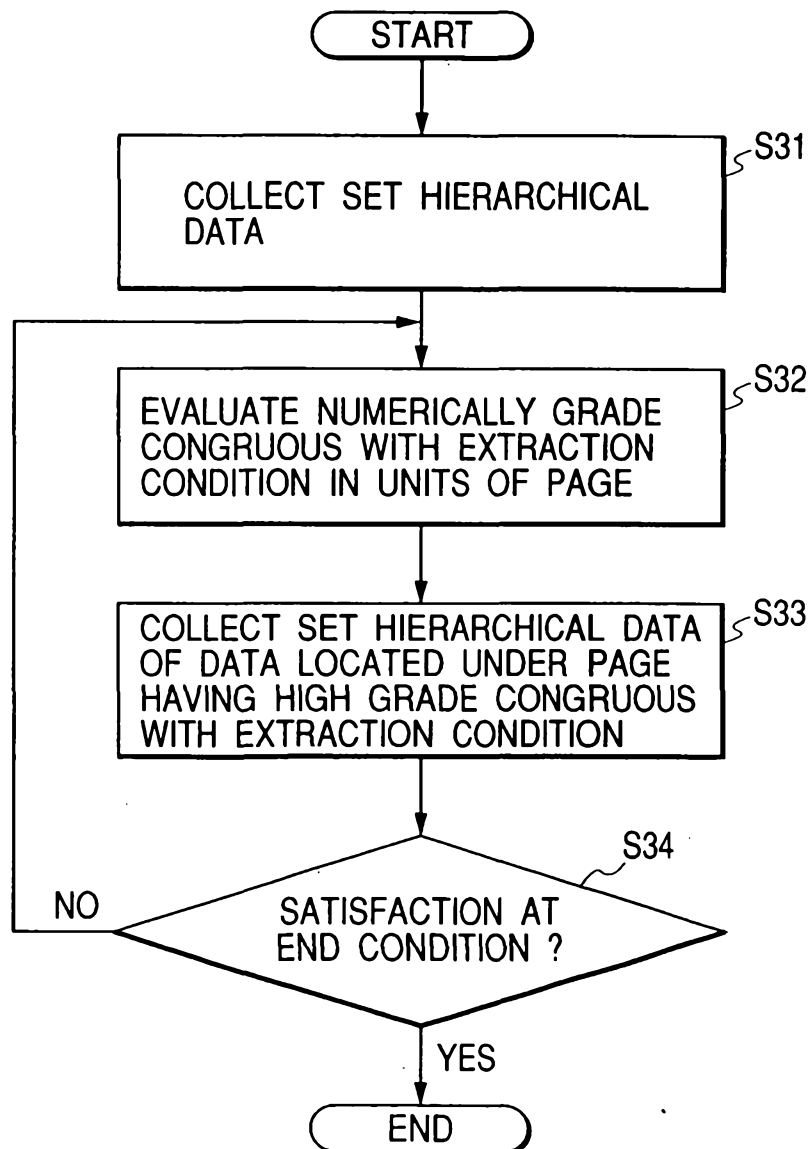 START
S31
COLLECT SET HIERARCHICAL
DATA
S32
EVALUATE NUMERICALLY GRADE
CONGRUOUS WITH EXTRACTION
CONDITION IN UNITS OF PAGE
S33
COLLECT SET HIERARCHICAL DATA
OF DATA LOCATED UNDER PAGE
HAVING HIGH GRADE CONGRUOUS
WITH EXTRACTION CONDITION
S34
NO
SATISFACTION AT
END CONDITION ?
YES
END